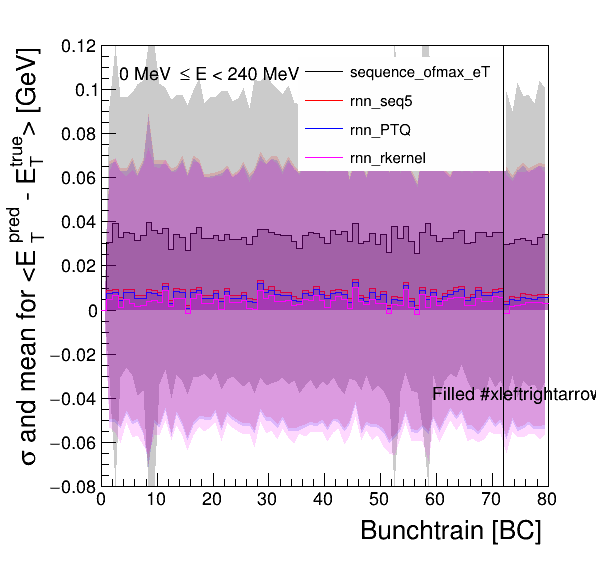 σ and mean for <E_T^pred - E_T^true> [GeV]
0.12
0.1
0.08
0.06
0.04
0.02
0
−0.02
−0.04
−0.06
−0.08
0 MeV ≤ E < 240 MeV
sequence_ofmax_eT
rnn_seq5
rnn_PTQ
rnn_rkernel
Filled #xleftrightarrow
0 10 20 30 40 50 60 70 80
Bunchtrain [BC]